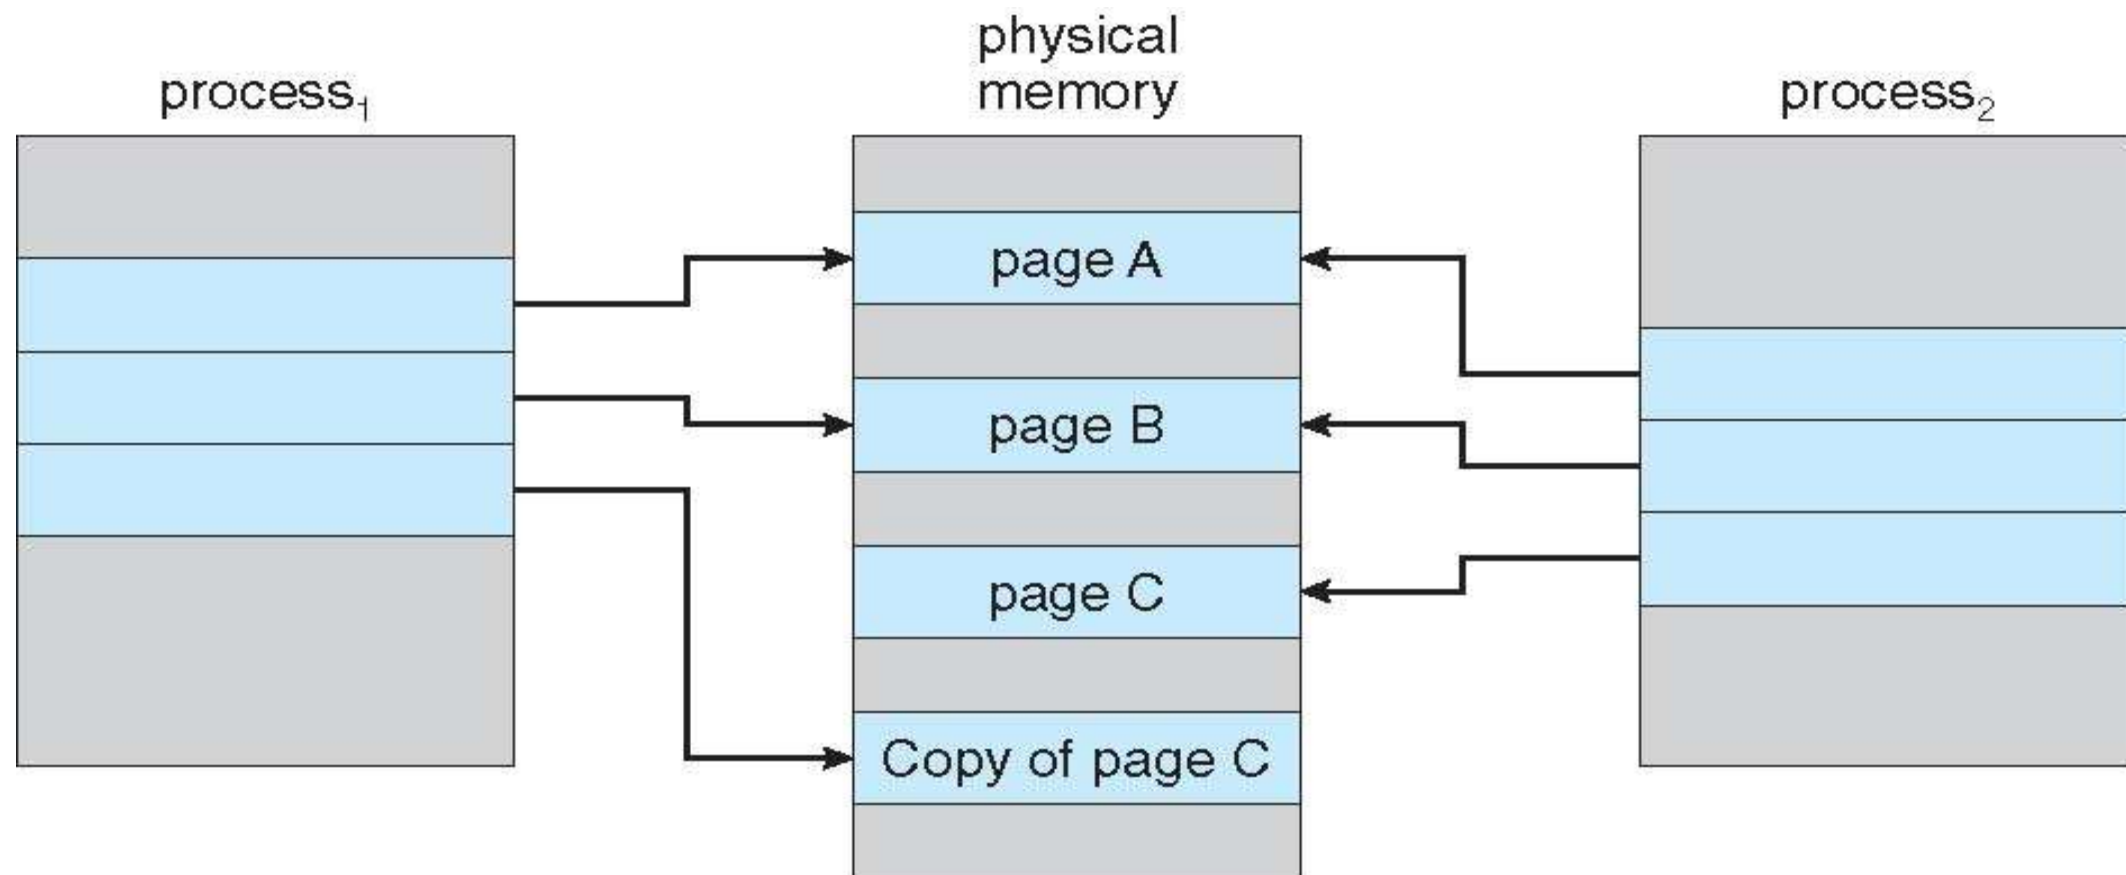 physical
memory
process₁
process₂
page A
page B
page C
Copy of page C